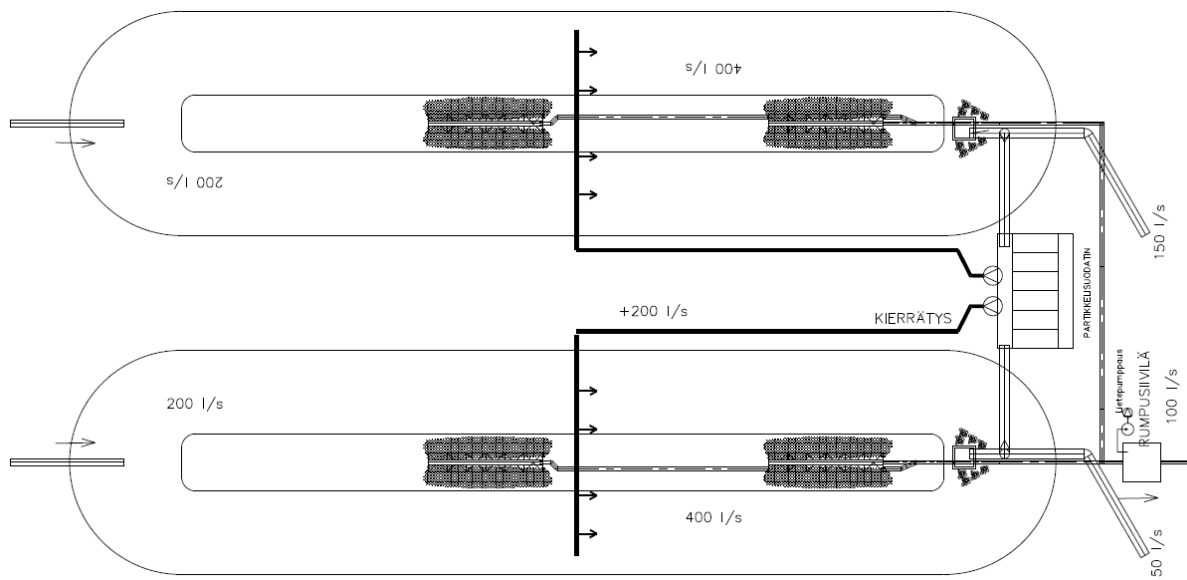 400 l/s
200 l/s
150 l/s
+200 l/s
KIERRÄTYS
PARTIKKELISUODATIN
200 l/s
400 l/s
Lietepumppaus
RUMPUSIIVILÄ
100 l/s
50 l/s